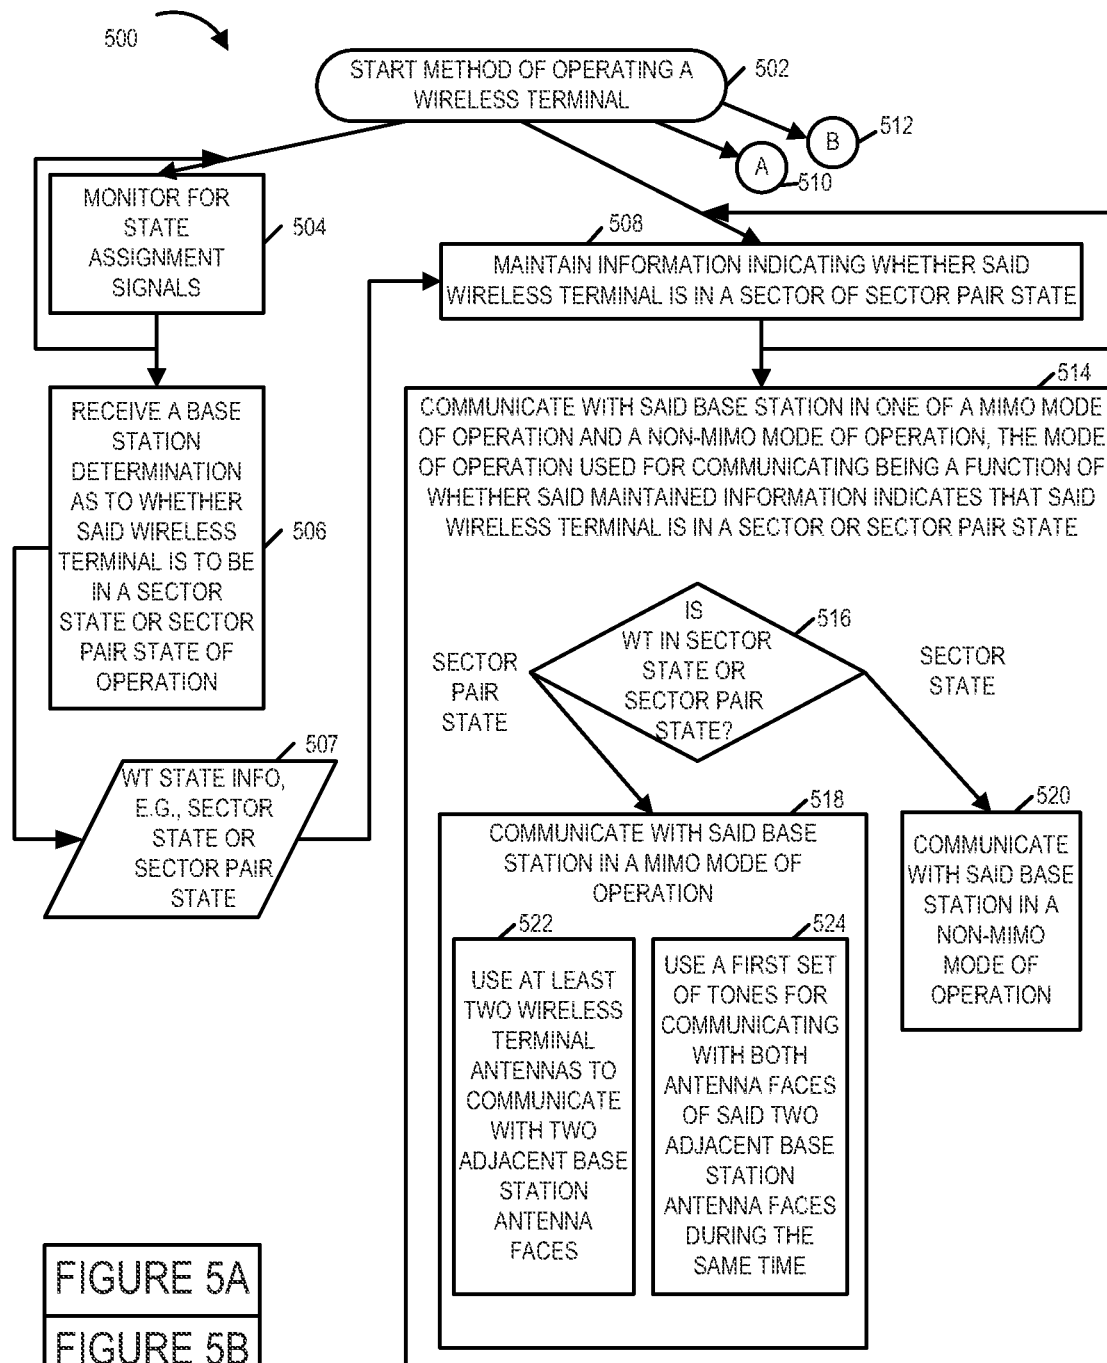 500
START METHOD OF OPERATING A
WIRELESS TERMINAL
502
A
510
B
512
MONITOR FOR
STATE
ASSIGNMENT
SIGNALS
504
508
MAINTAIN INFORMATION INDICATING WHETHER SAID
WIRELESS TERMINAL IS IN A SECTOR OF SECTOR PAIR STATE
RECEIVE A BASE
STATION
DETERMINATION
AS TO WHETHER
SAID WIRELESS
TERMINAL IS TO BE
IN A SECTOR
STATE OR SECTOR
PAIR STATE OF
OPERATION
506
507
WT STATE INFO,
E.G., SECTOR
STATE OR
SECTOR PAIR
STATE
514
COMMUNICATE WITH SAID BASE STATION IN ONE OF A MIMO MODE
OF OPERATION AND A NON-MIMO MODE OF OPERATION, THE MODE
OF OPERATION USED FOR COMMUNICATING BEING A FUNCTION OF
WHETHER SAID MAINTAINED INFORMATION INDICATES THAT SAID
WIRELESS TERMINAL IS IN A SECTOR OR SECTOR PAIR STATE
IS
WT IN SECTOR
STATE OR
SECTOR PAIR
STATE?
516
SECTOR
PAIR
STATE
SECTOR
STATE
518
COMMUNICATE WITH SAID BASE
STATION IN A MIMO MODE OF
OPERATION
522
USE AT LEAST
TWO WIRELESS
TERMINAL
ANTENNAS TO
COMMUNICATE
WITH TWO
ADJACENT BASE
STATION
ANTENNA
FACES
524
USE A FIRST SET
OF TONES FOR
COMMUNICATING
WITH BOTH
ANTENNA FACES
OF SAID TWO
ADJACENT BASE
STATION
ANTENNA FACES
DURING THE
SAME TIME
520
COMMUNICATE
WITH SAID BASE
STATION IN A
NON-MIMO
MODE OF
OPERATION
FIGURE 5A
FIGURE 5B